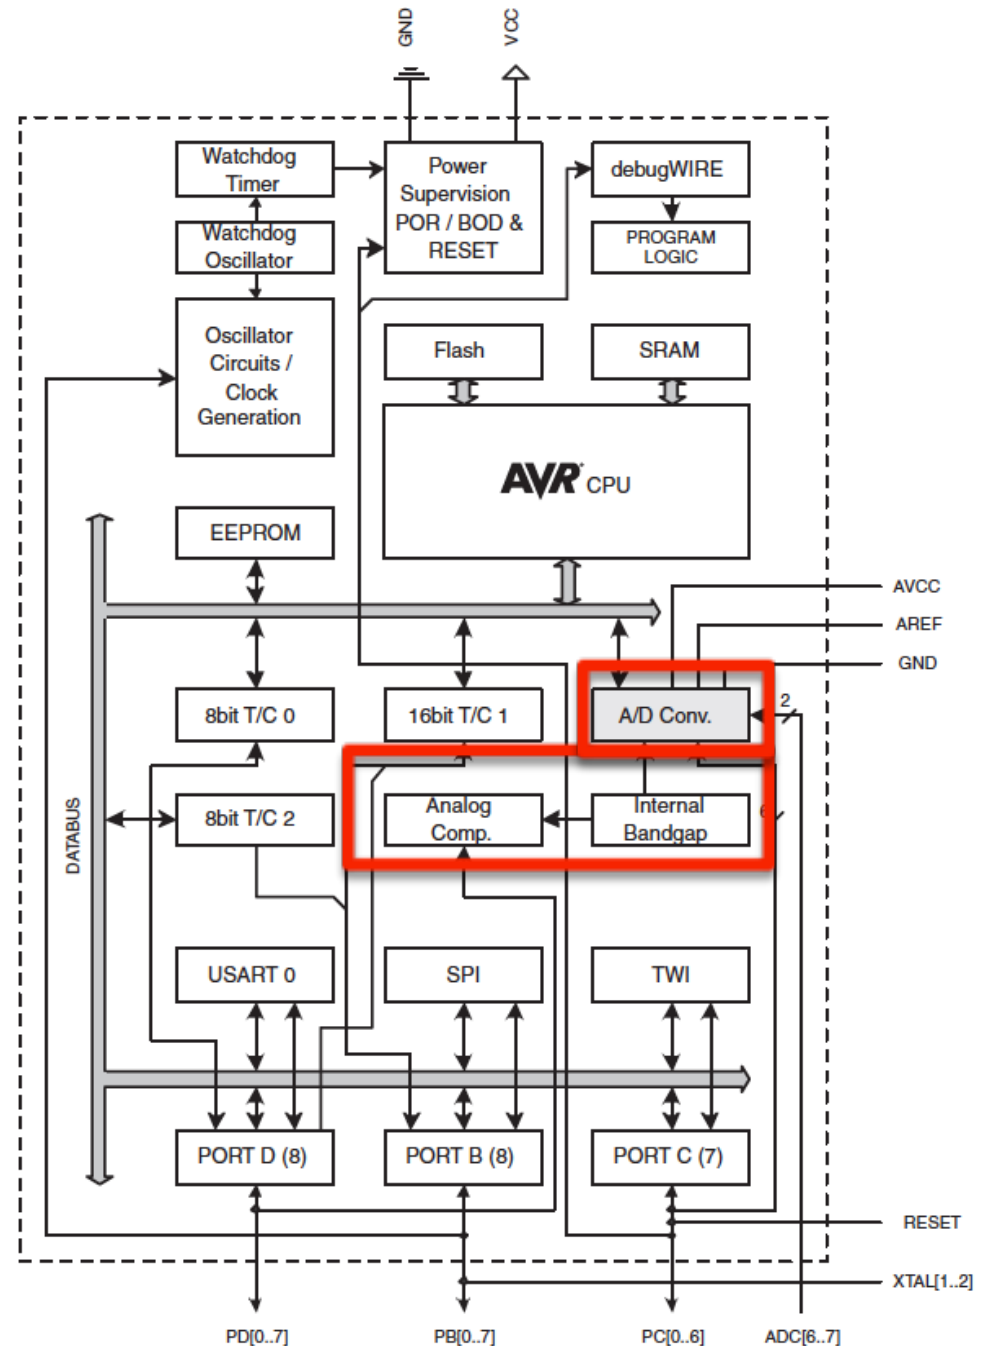 GND
VCC
Watchdog
Timer
Power
Supervision
POR / BOD &
RESET
debugWIRE
Watchdog
Oscillator
PROGRAM
LOGIC
Oscillator
Circuits /
Clock
Generation
Flash
SRAM
AVR CPU
EEPROM
AVCC
AREF
GND
8bit T/C 0
16bit T/C 1
A/D Conv.
2
8bit T/C 2
Analog
Comp.
Internal
Bandgap
6
DATABUS
USART 0
SPI
TWI
PORT D (8)
PORT B (8)
PORT C (7)
RESET
XTAL[1..2]
PD[0..7]
PB[0..7]
PC[0..6]
ADC[6..7]